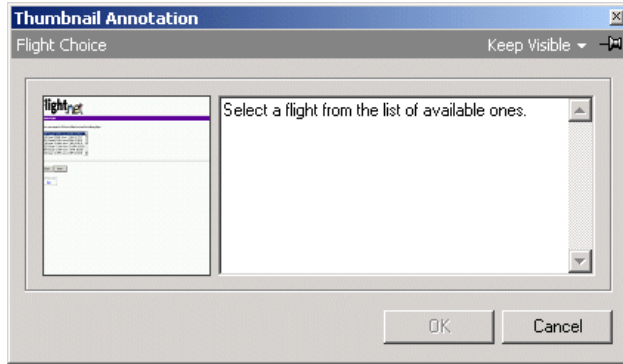 Thumbnail Annotation
Flight Choice
Keep Visible
lightnet
Select a flight from the list of available ones.
OK
Cancel